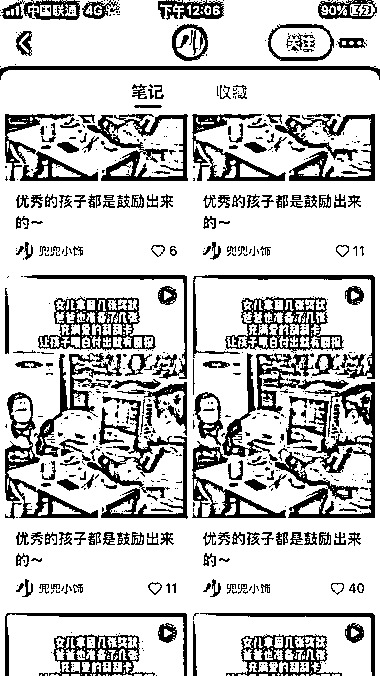 中国联通 4G 下午12:06 90%
关注
笔记 收藏
优秀的孩子都是鼓励出来
的~
兜兜小饰 6
优秀的孩子都是鼓励出来
的~
兜兜小饰 11
女儿拿回几张奖状
爸爸也准备了几张
充满爱的刮刮卡
让孩子明白付出就有回报
优秀的孩子都是鼓励出来
的~
兜兜小饰 11
女儿拿回几张奖状
爸爸也准备了几张
充满爱的刮刮卡
让孩子明白付出就有回报
优秀的孩子都是鼓励出来
的~
兜兜小饰 40
女儿拿回几张奖状
爸爸也准备了几张
充满爱的刮刮卡
女儿拿回几张奖状
爸爸也准备了几张
充满爱的刮刮卡